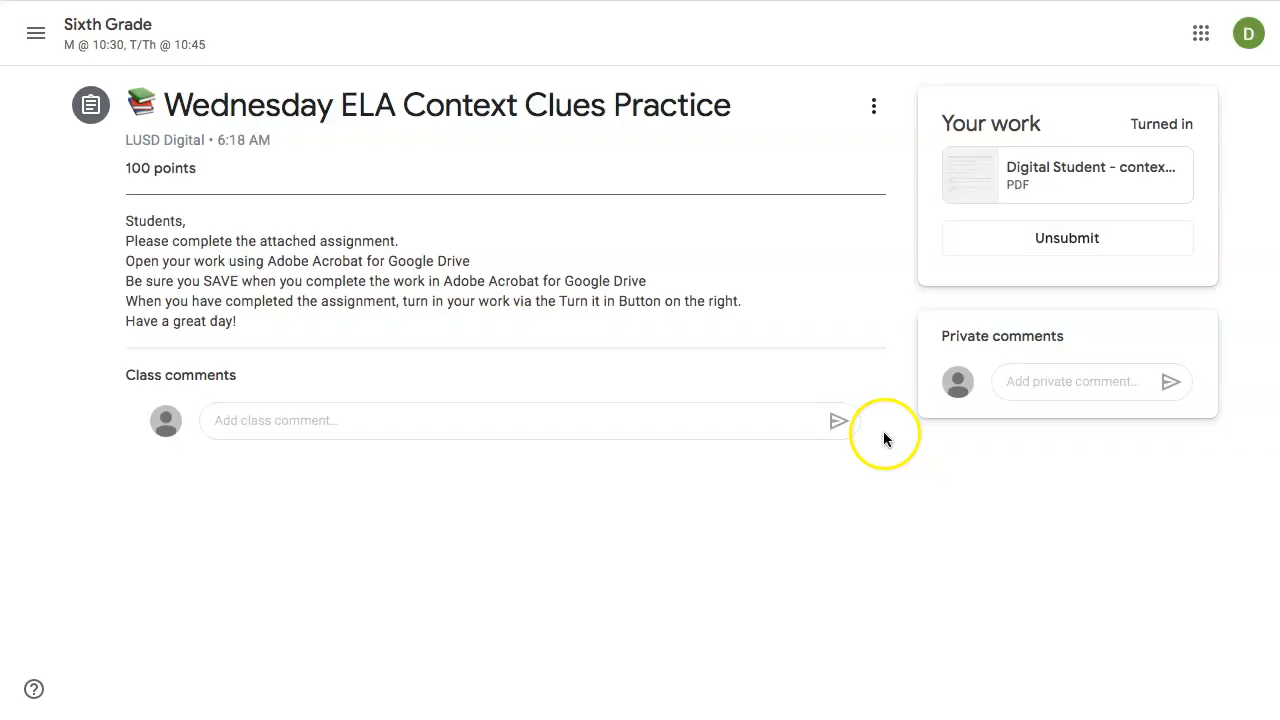 Sixth Grade
M @ 10:30, T/Th @ 10:45
D
Wednesday ELA Context Clues Practice
LUSD Digital • 6:18 AM
100 points
Students,
Please complete the attached assignment.
Open your work using Adobe Acrobat for Google Drive
Be sure you SAVE when you complete the work in Adobe Acrobat for Google Drive
When you have completed the assignment, turn in your work via the Turn it in Button on the right.
Have a great day!
Class comments
Add class comment...
Your work
Turned in
Digital Student - contex...
PDF
Unsubmit
Private comments
Add private comment...